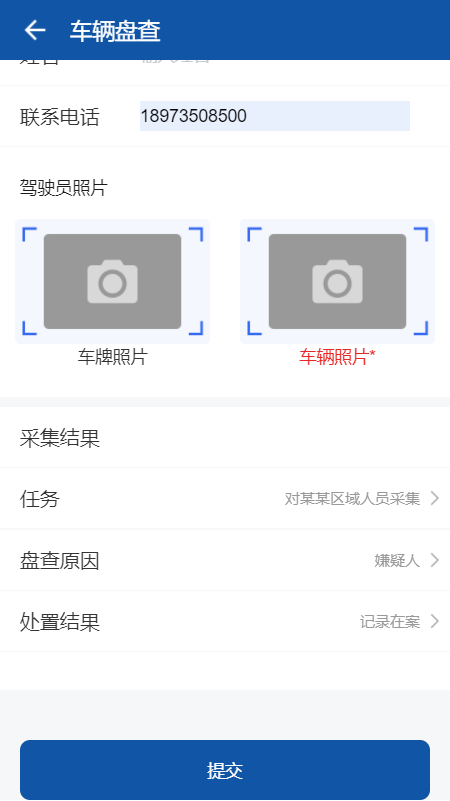 车辆盘查
联系电话 18973508500
驾驶员照片
车牌照片 车辆照片*
采集结果
任务 对某某区域人员采集
盘查原因 嫌疑人
处置结果 记录在案
提交